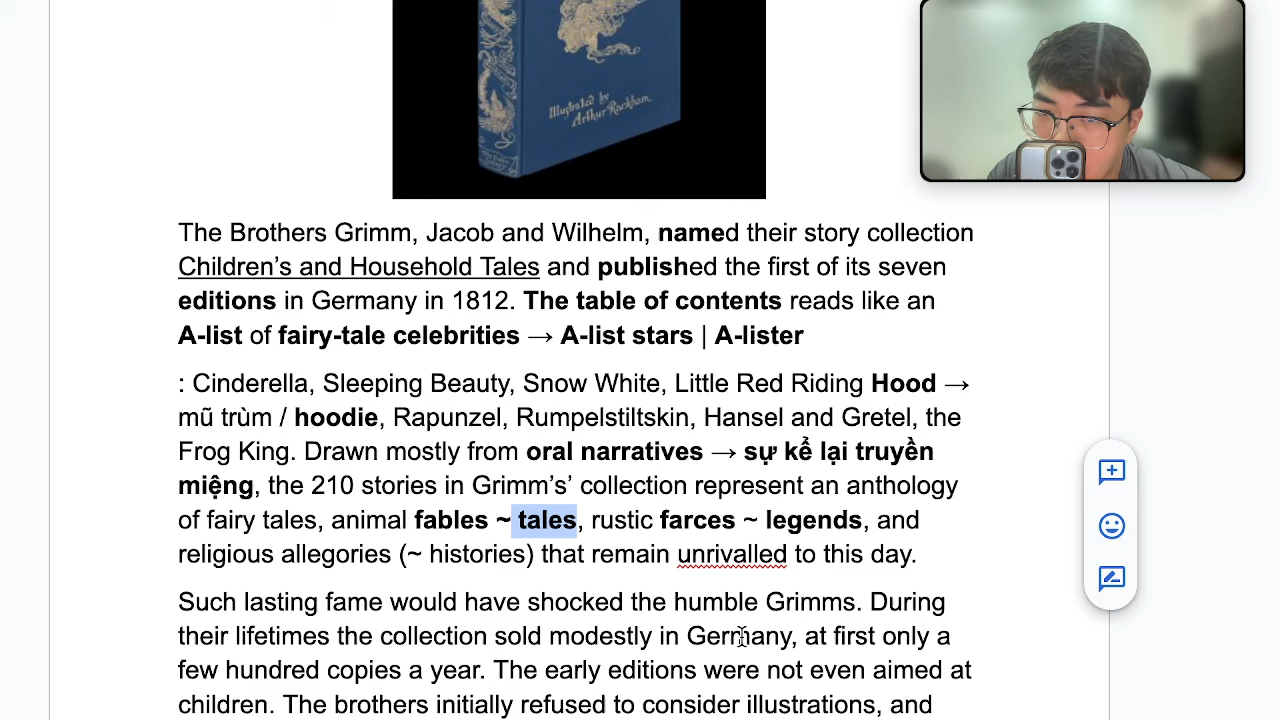 Illustrated by
Arthur Rackham
The Brothers Grimm, Jacob and Wilhelm, named their story collection
Children’s and Household Tales and published the first of its seven
editions in Germany in 1812. The table of contents reads like an
A-list of fairy-tale celebrities → A-list stars | A-lister
: Cinderella, Sleeping Beauty, Snow White, Little Red Riding Hood →
mũ trùm / hoodie, Rapunzel, Rumpelstiltskin, Hansel and Gretel, the
Frog King. Drawn mostly from oral narratives → sự kể lại truyền
miệng, the 210 stories in Grimm’s’ collection represent an anthology
of fairy tales, animal fables ~ tales, rustic farces ~ legends, and
religious allegories (~ histories) that remain unrivalled to this day.
Such lasting fame would have shocked the humble Grimms. During
their lifetimes the collection sold modestly in Germany, at first only a
few hundred copies a year. The early editions were not even aimed at
children. The brothers initially refused to consider illustrations, and